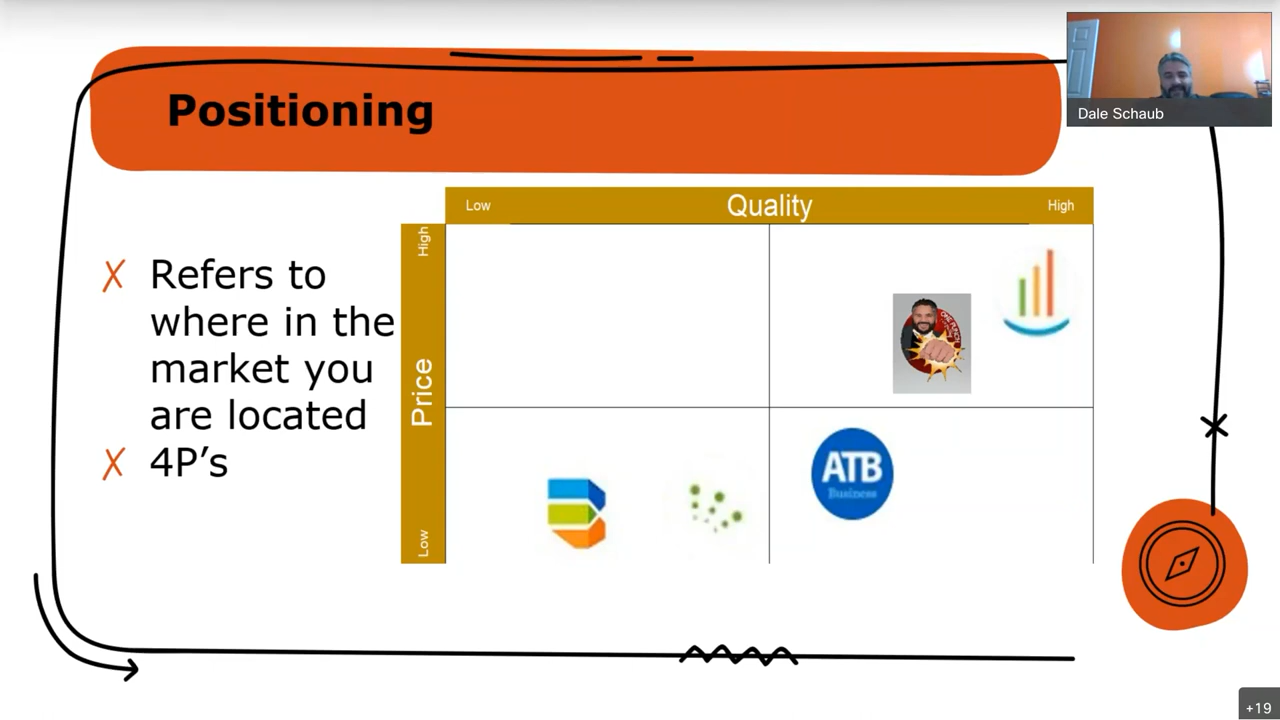 Positioning
Dale Schaub
Low
Quality
High
High
Price
Low
X Refers to
where in the
market you
are located
X 4P’s
ATB
Business
+19